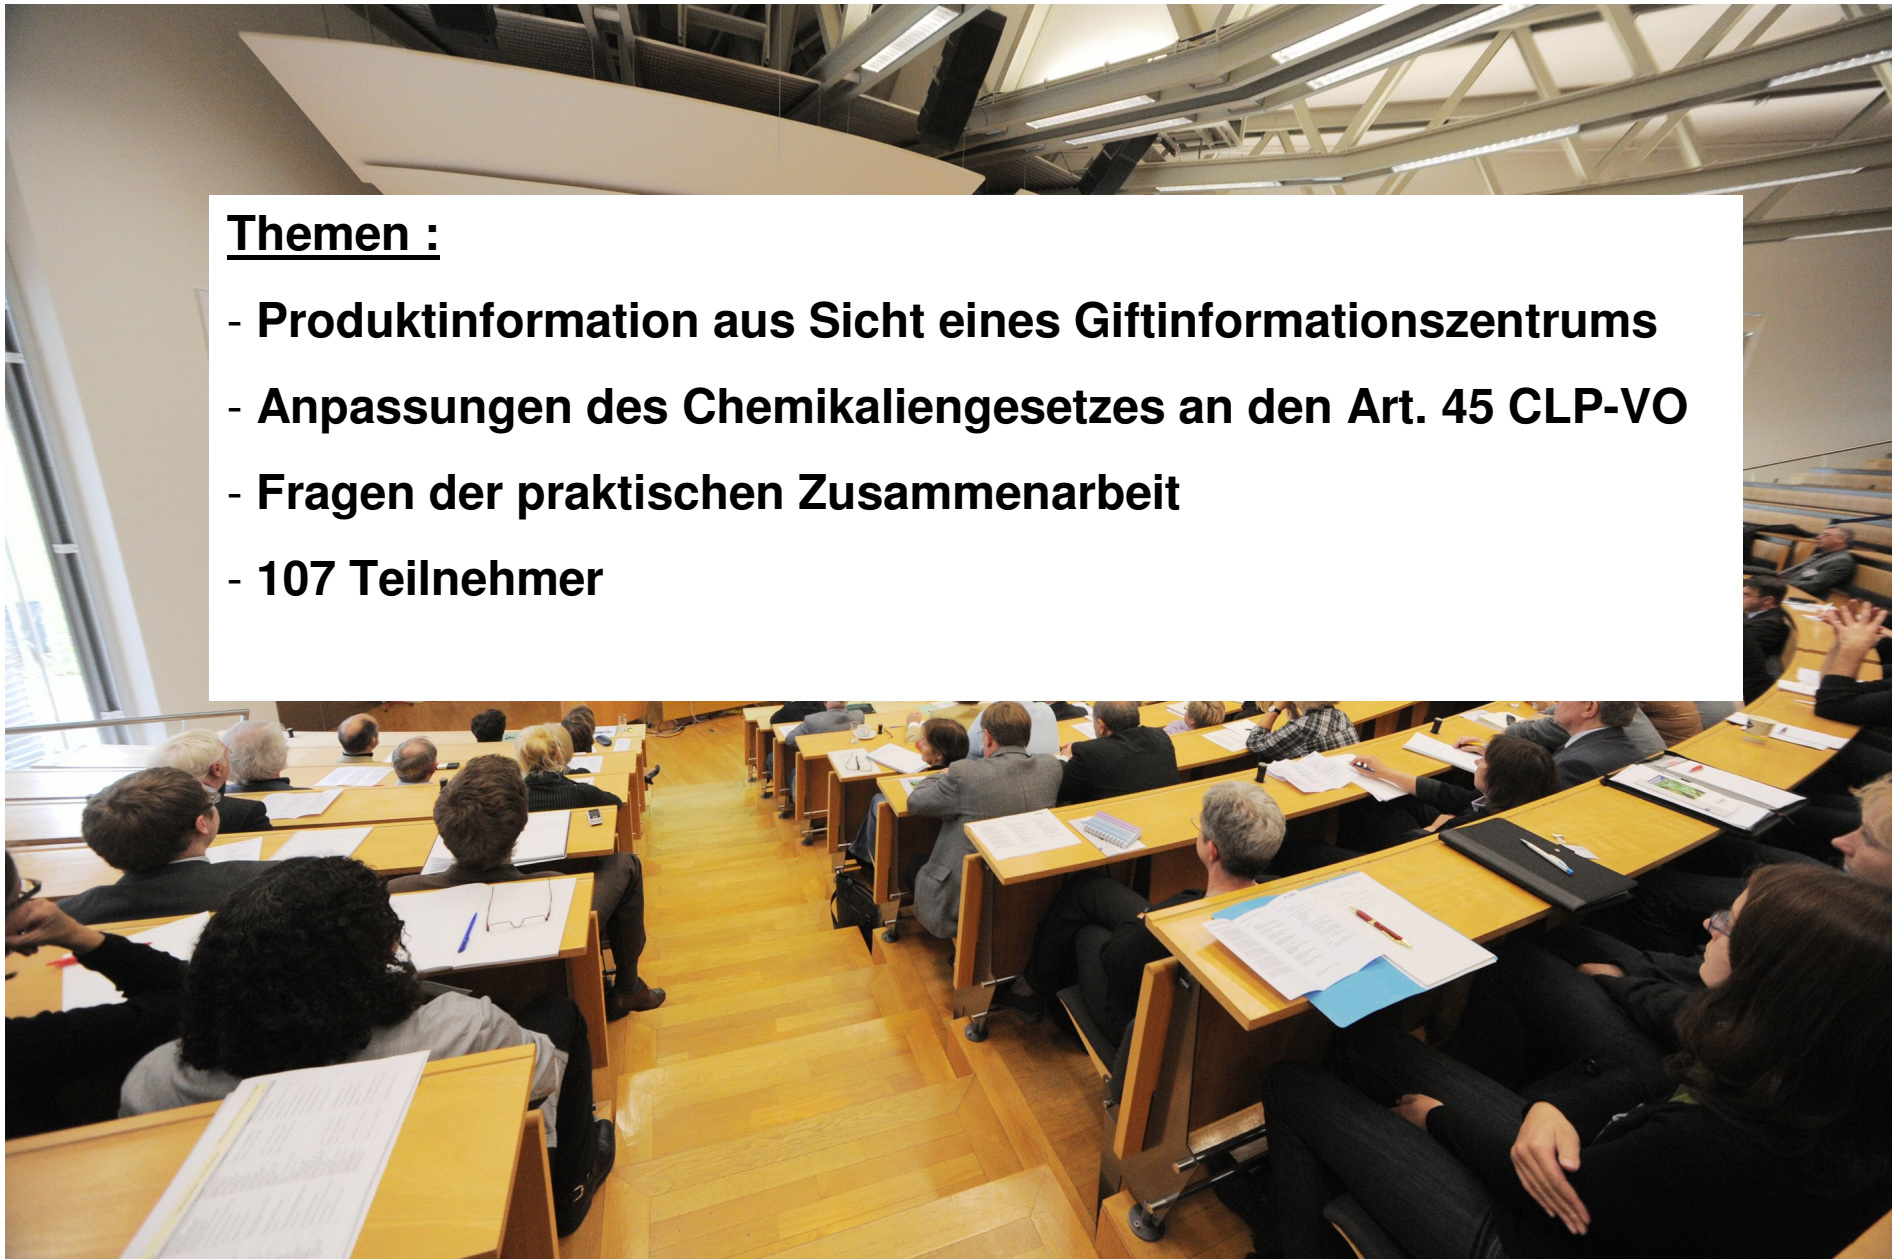 Themen :
- Produktinformation aus Sicht eines Giftinformationszentrums
- Anpassungen des Chemikaliengesetzes an den Art. 45 CLP-VO
- Fragen der praktischen Zusammenarbeit
- 107 Teilnehmer